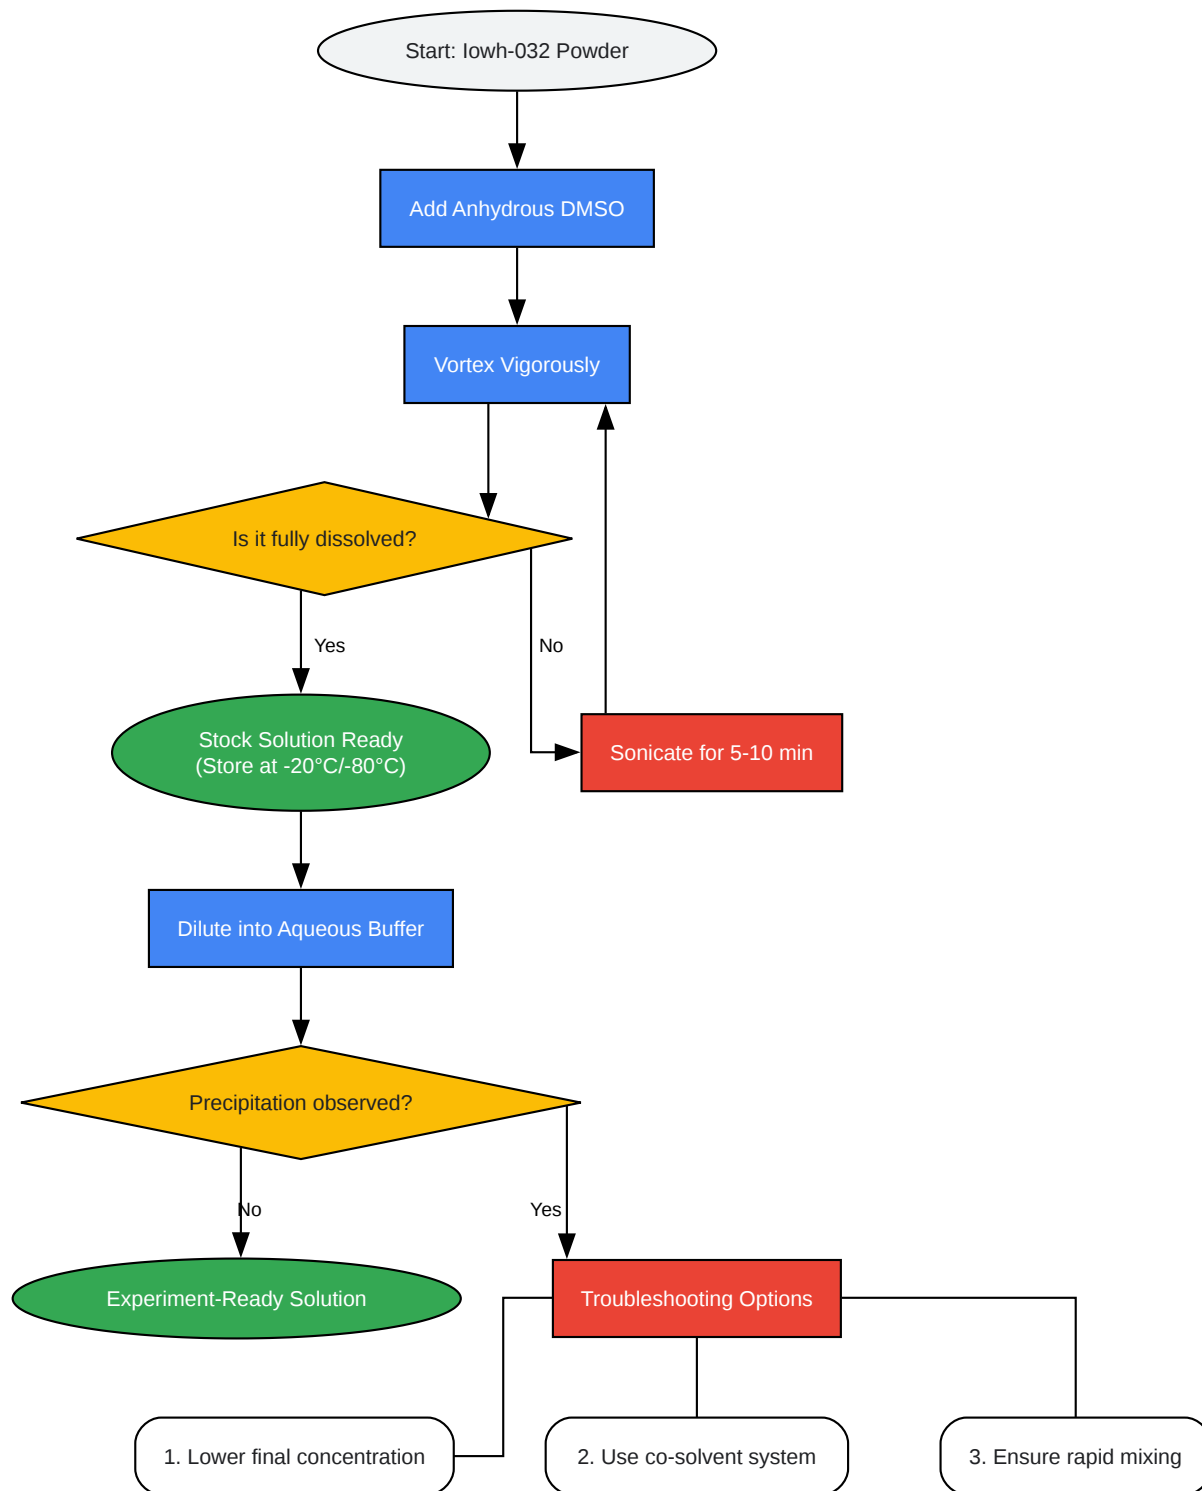 Start: Iowh-032 Powder
Add Anhydrous DMSO
Vortex Vigorously
Is it fully dissolved?
Yes
No
Stock Solution Ready
(Store at -20°C/-80°C)
Sonicate for 5-10 min
Dilute into Aqueous Buffer
Precipitation observed?
No
Yes
Experiment-Ready Solution
Troubleshooting Options
1. Lower final concentration
2. Use co-solvent system
3. Ensure rapid mixing